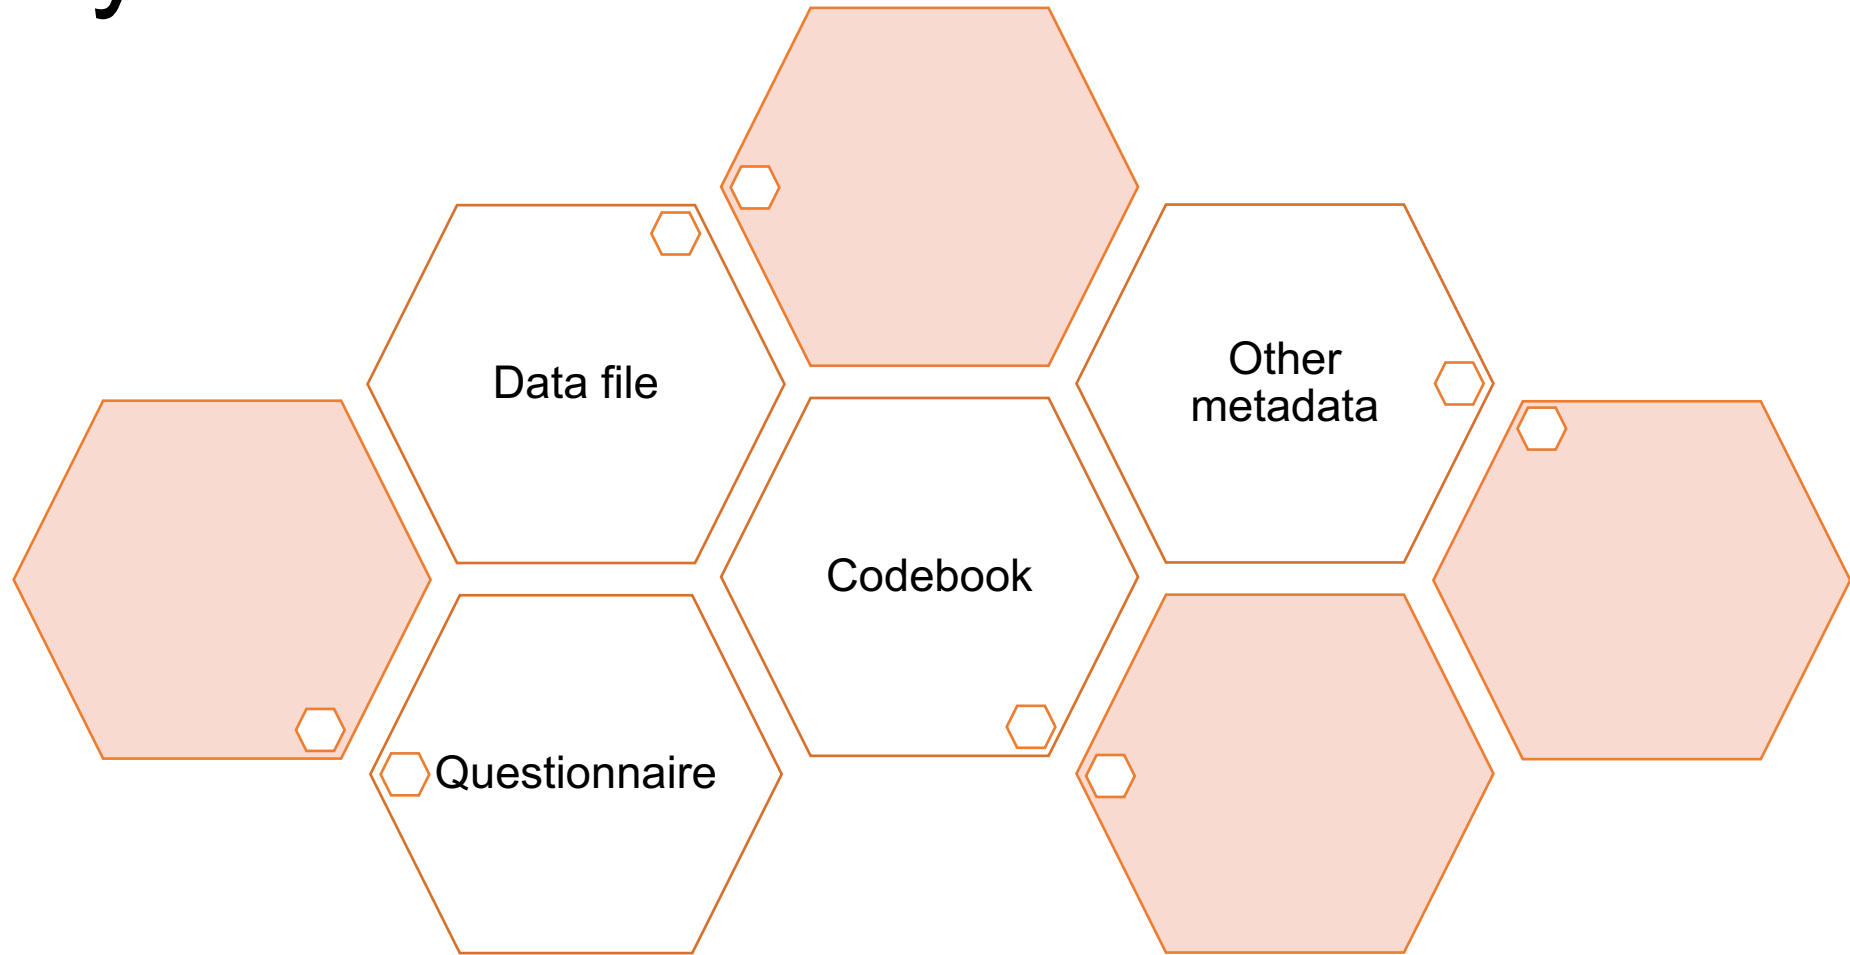 Data file
Other
metadata
Codebook
Questionnaire